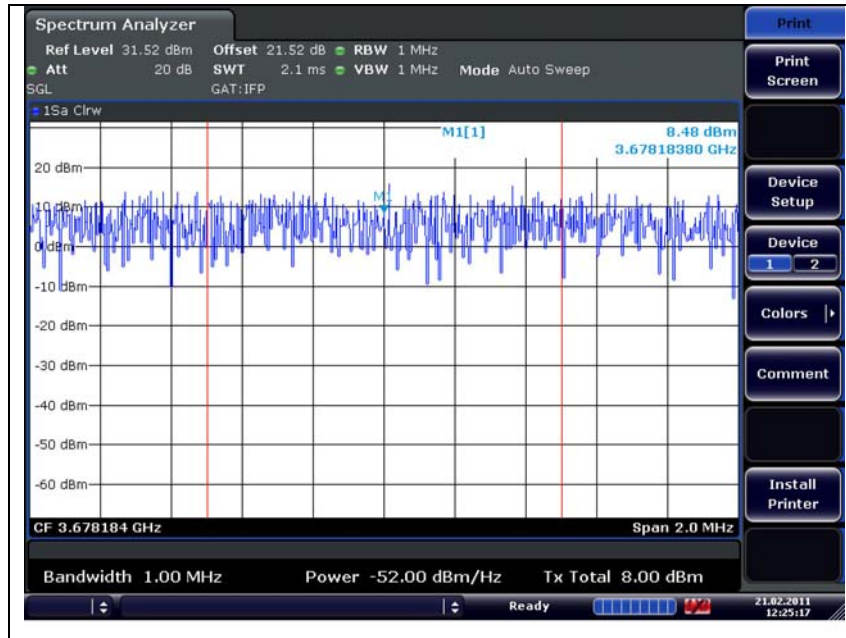 Spectrum Analyzer
Ref Level 31.52 dBm Offset 21.52 dB RBW 1 MHz
Att 20 dB SWT 2.1 ms VBW 1 MHz Mode Auto Sweep
SGL GAT:IFP
1Sa Clrw
M1[1] 8.48 dBm
3.67818380 GHz
20 dBm
M1
10 dBm
0 dBm
-10 dBm
-20 dBm
-30 dBm
-40 dBm
-50 dBm
-60 dBm
CF 3.678184 GHz Span 2.0 MHz
Bandwidth 1.00 MHz Power -52.00 dBm/Hz Tx Total 8.00 dBm
Ready
21.02.2011
12:25:17
Print
Print
Screen
Device
Setup
Device
1 2
Colors
Comment
Install
Printer